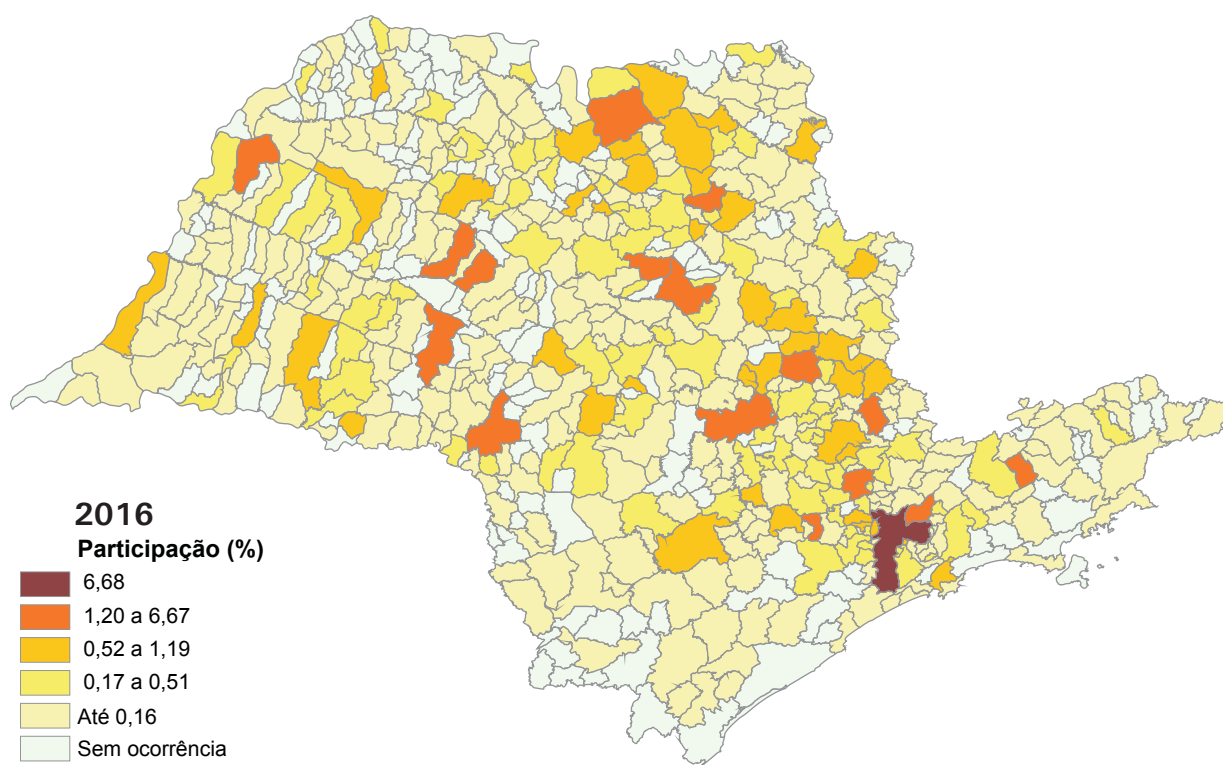 2016
Participação (%)
6,68
1,20 a 6,67
0,52 a 1,19
0,17 a 0,51
Até 0,16
Sem ocorrência